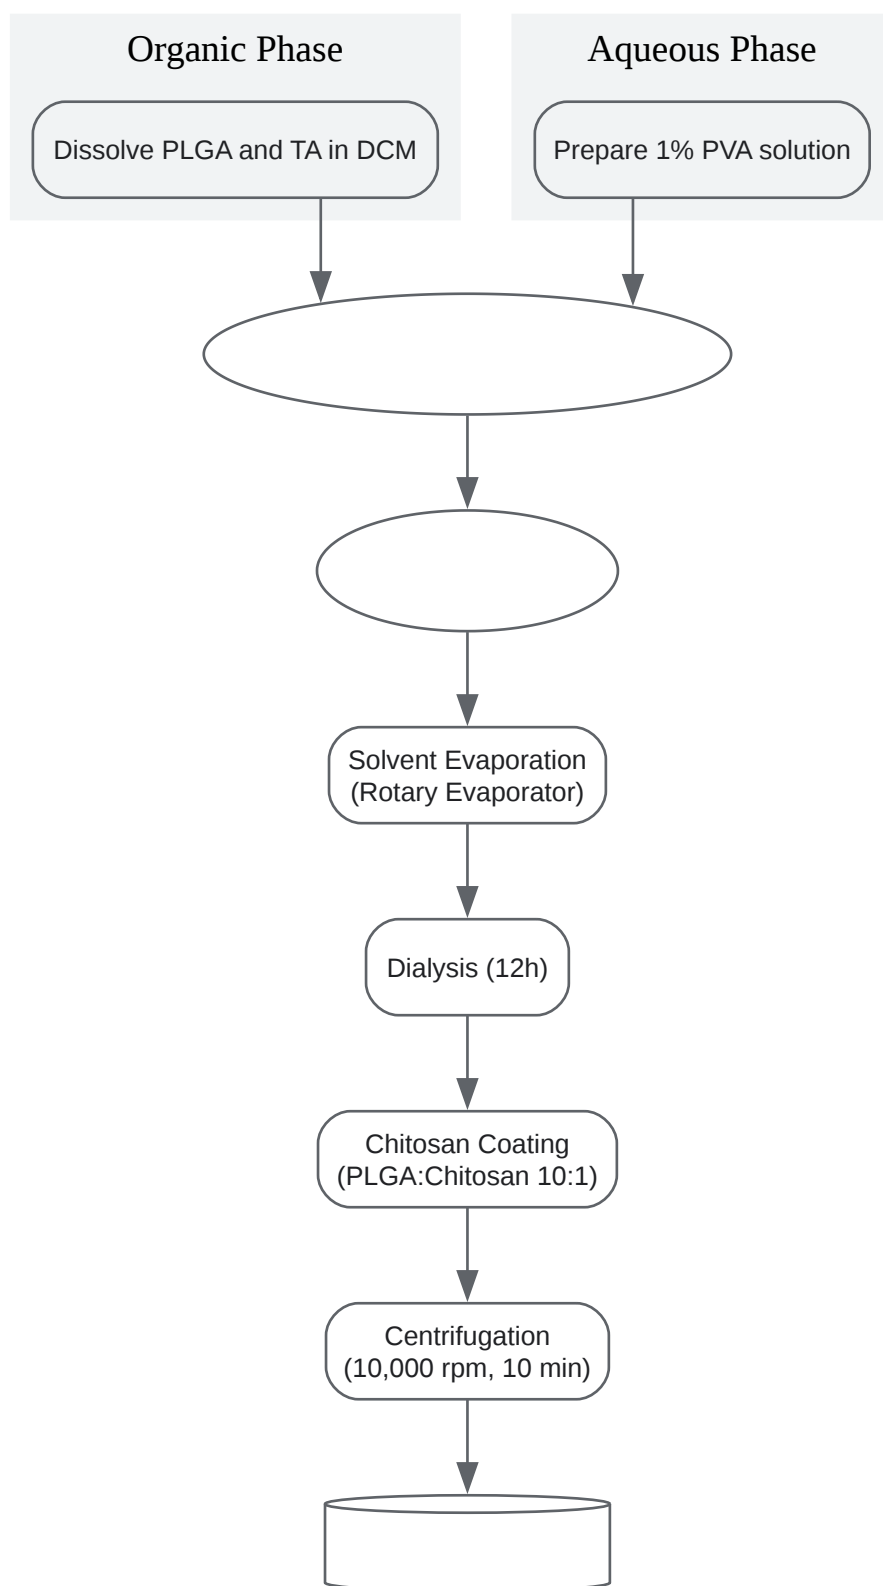 Organic Phase
Aqueous Phase
Dissolve PLGA and TA in DCM
Prepare 1% PVA solution
Solvent Evaporation
(Rotary Evaporator)
Dialysis (12h)
Chitosan Coating
(PLGA:Chitosan 10:1)
Centrifugation
(10,000 rpm, 10 min)